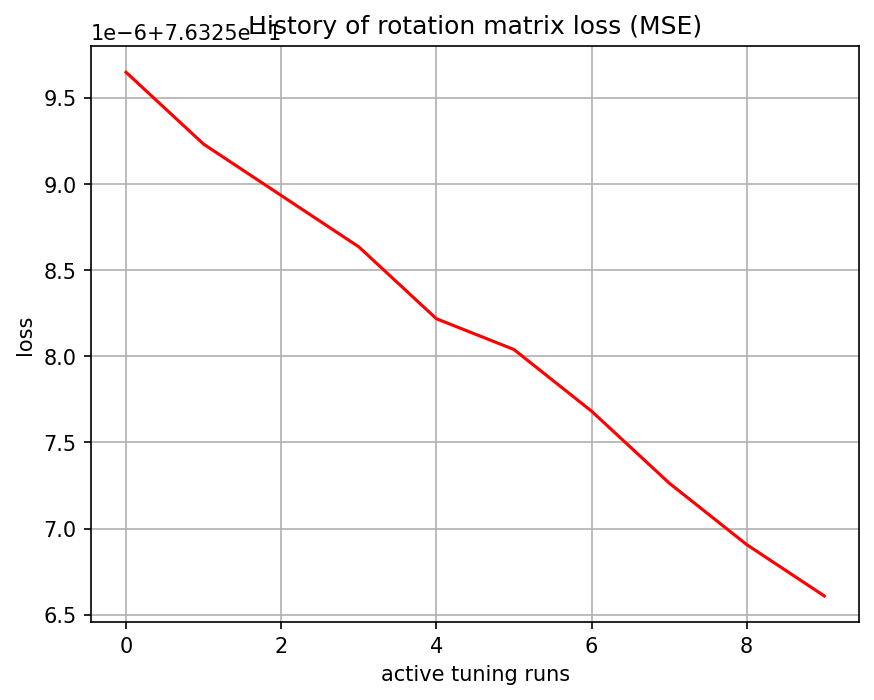 1e−6+7.6325e−1
History of rotation matrix loss (MSE)
9.5
9.0
8.5
8.0
7.5
7.0
6.5
loss
0 2 4 6 8
active tuning runs